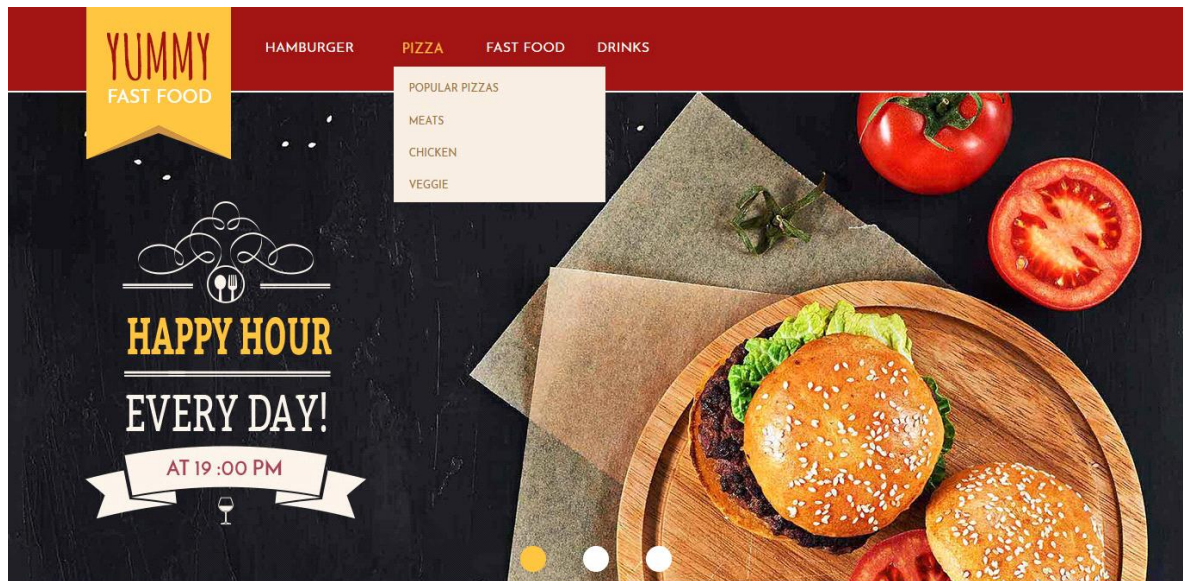 YUMMY
FAST FOOD
HAMBURGER
PIZZA
FAST FOOD
DRINKS
POPULAR PIZZAS
MEATS
CHICKEN
VEGGIE
HAPPY HOUR
EVERY DAY!
AT 19 :00 PM